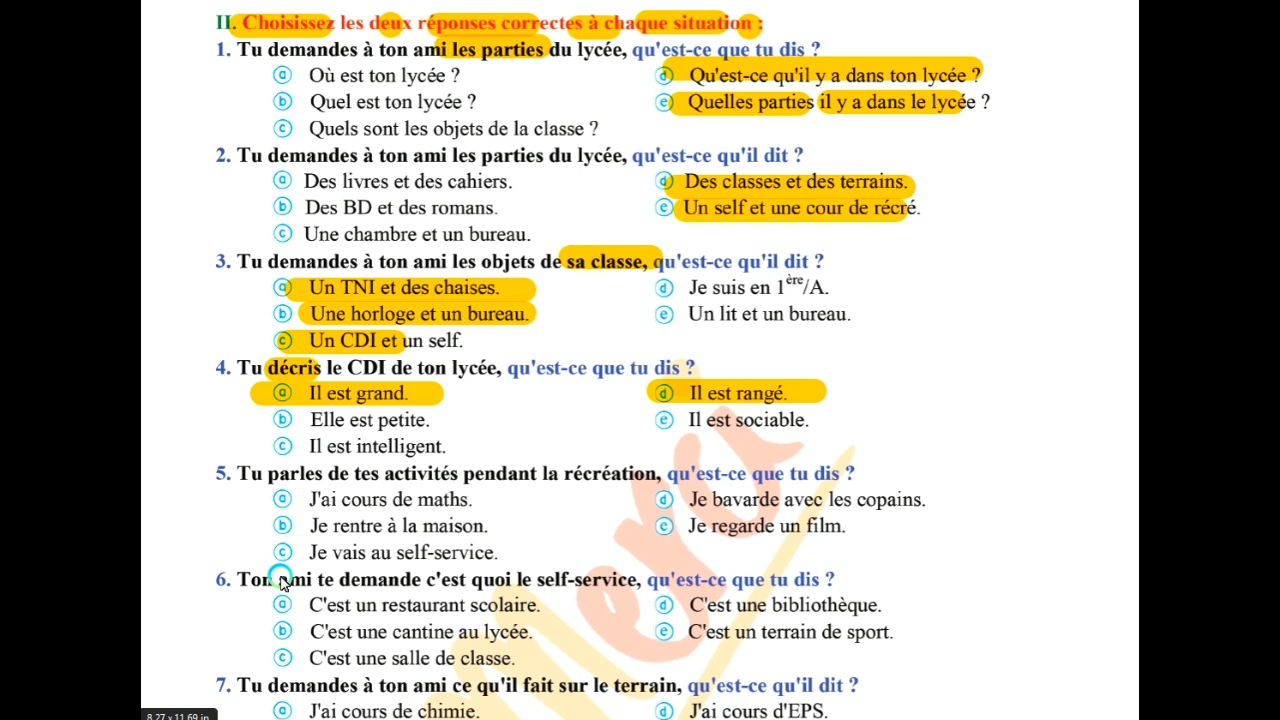 II. Choisissez les deux réponses correctes à chaque situation :
1. Tu demandes à ton ami les parties du lycée, qu'est-ce que tu dis ?
a Où est ton lycée ?
d Qu'est-ce qu'il y a dans ton lycée ?
b Quel est ton lycée ?
e Quelles parties il y a dans le lycée ?
c Quels sont les objets de la classe ?
2. Tu demandes à ton ami les parties du lycée, qu'est-ce qu'il dit ?
a Des livres et des cahiers.
d Des classes et des terrains.
b Des BD et des romans.
e Un self et une cour de récré.
c Une chambre et un bureau.
3. Tu demandes à ton ami les objets de sa classe, qu'est-ce qu'il dit ?
a Un TNI et des chaises.
d Je suis en 1ère/A.
b Une horloge et un bureau.
e Un lit et un bureau.
c Un CDI et un self.
4. Tu décris le CDI de ton lycée, qu'est-ce que tu dis ?
a Il est grand.
d Il est rangé.
b Elle est petite.
e Il est sociable.
c Il est intelligent.
5. Tu parles de tes activités pendant la récréation, qu'est-ce que tu dis ?
a J'ai cours de maths.
d Je bavarde avec les copains.
b Je rentre à la maison.
e Je regarde un film.
c Je vais au self-service.
6. Ton ami te demande c'est quoi le self-service, qu'est-ce que tu dis ?
a C'est un restaurant scolaire.
d C'est une bibliothèque.
b C'est une cantine au lycée.
e C'est un terrain de sport.
c C'est une salle de classe.
7. Tu demandes à ton ami ce qu'il fait sur le terrain, qu'est-ce qu'il dit ?
a J'ai cours de chimie.
d J'ai cours d'EPS.
8.27 x 11.69 in
Merci